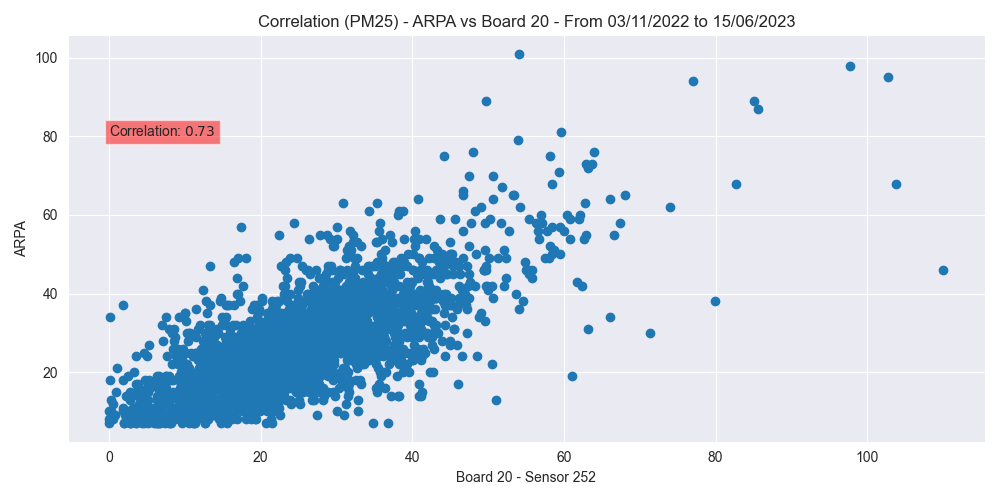 Correlation (PM25) - ARPA vs Board 20 - From 03/11/2022 to 15/06/2023
100
80
60
40
20
Correlation: 0.73
ARPA
0 20 40 60 80 100
Board 20 - Sensor 252